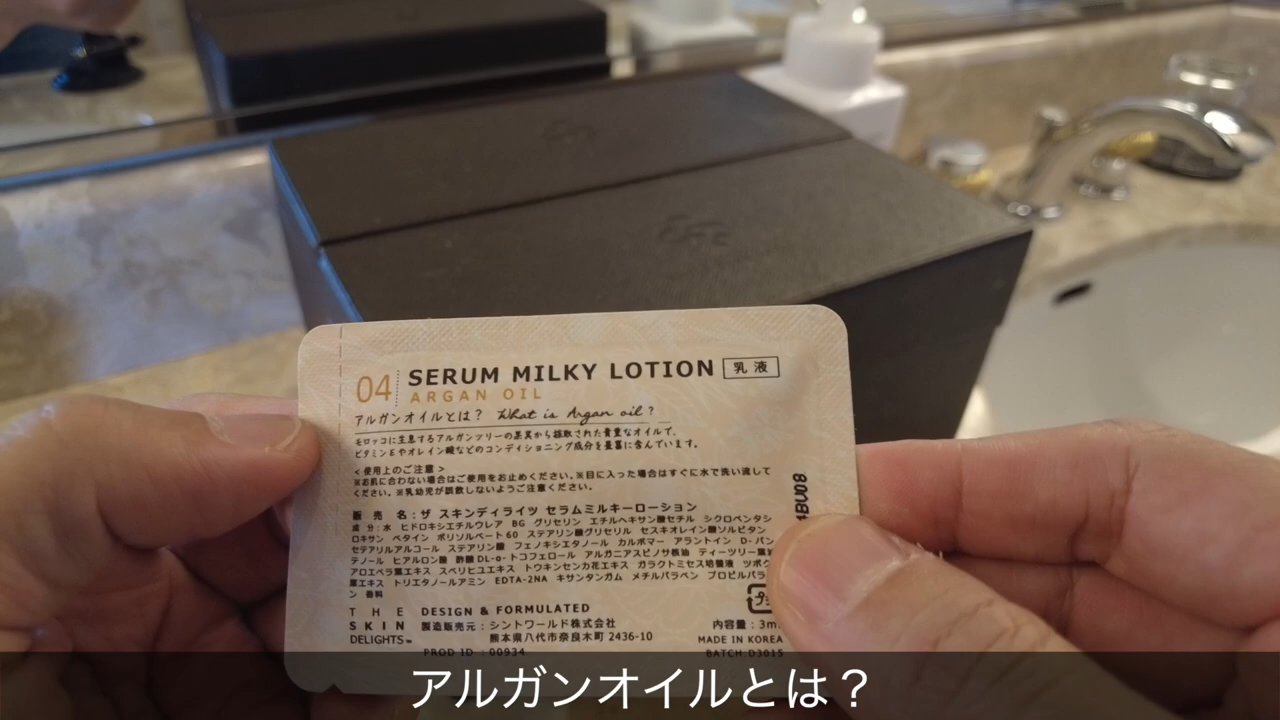 04 SERUM MILKY LOTION 乳液
ARGAN OIL
アルガンオイルとは? What is Argan oil?
モロッコに生息するアルガンツリーの果実から採取された貴重なオイルで、
ビタミンEやオレイン酸などのコンディショニング成分を豊富に含んでいます。
<使用上のご注意>
※お肌に合わない場合はご使用をお止めください。※目に入った場合はすぐに水で洗い流して
ください。※乳幼児が誤飲しないようご注意ください。
販売名:ザ スキンディライツ セラムミルキーローション
成分:水 ヒドロキシエチルウレア BG グリセリン エチルヘキサン酸セチル シクロペンタシ
ロキサン ベタイン ポリソルベート60 ステアリン酸グリセリル セスキオレイン酸ソルビタン
セテアリルアルコール ステアリン酸 フェノキシエタノール カルボマー アラントイン D-パン
テノール ヒアルロン酸 酢酸DL-α-トコフェロール アルガニアスピノサ核油 ティーツリー葉油
アロエベラ葉エキス スベリヒユエキス トウキンセンカ花エキス ガラクトミセス培養液 ツボク
葉エキス トリエタノールアミン EDTA-2NA キサンタンガム メチルパラベン プロピルパラベ
ン 香料
4BU08
プ
THE SKIN DELIGHTS™
DESIGN & FORMULATED
製造販売元:シントワールド株式会社
熊本県八代市奈良木町 2436-10
PROD ID : 00934
内容量:3m
MADE IN KOREA
BATCH:D3015
アルガンオイルとは?